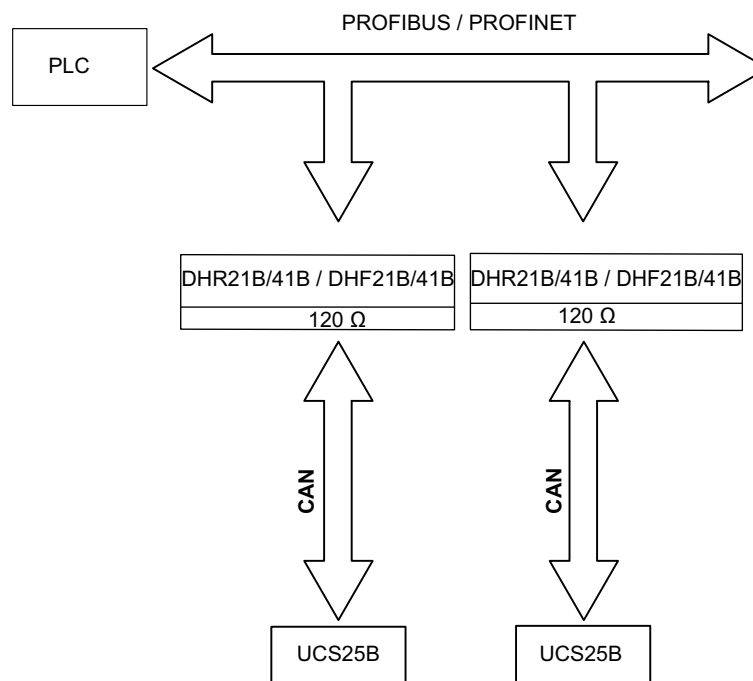 PROFIBUS / PROFINET
PLC
DHR21B/41B / DHF21B/41B
120 Ω
DHR21B/41B / DHF21B/41B
120 Ω
CAN
CAN
UCS25B
UCS25B